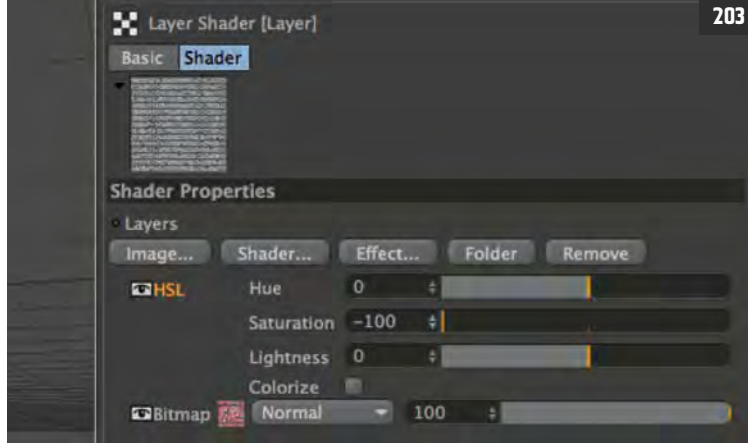 203
Layer Shader [Layer]
Basic Shader
Shader Properties
Layers
Image... Shader... Effect... Folder Remove
HSL Hue 0
Saturation -100
Lightness 0
Colorize
Bitmap Normal 100